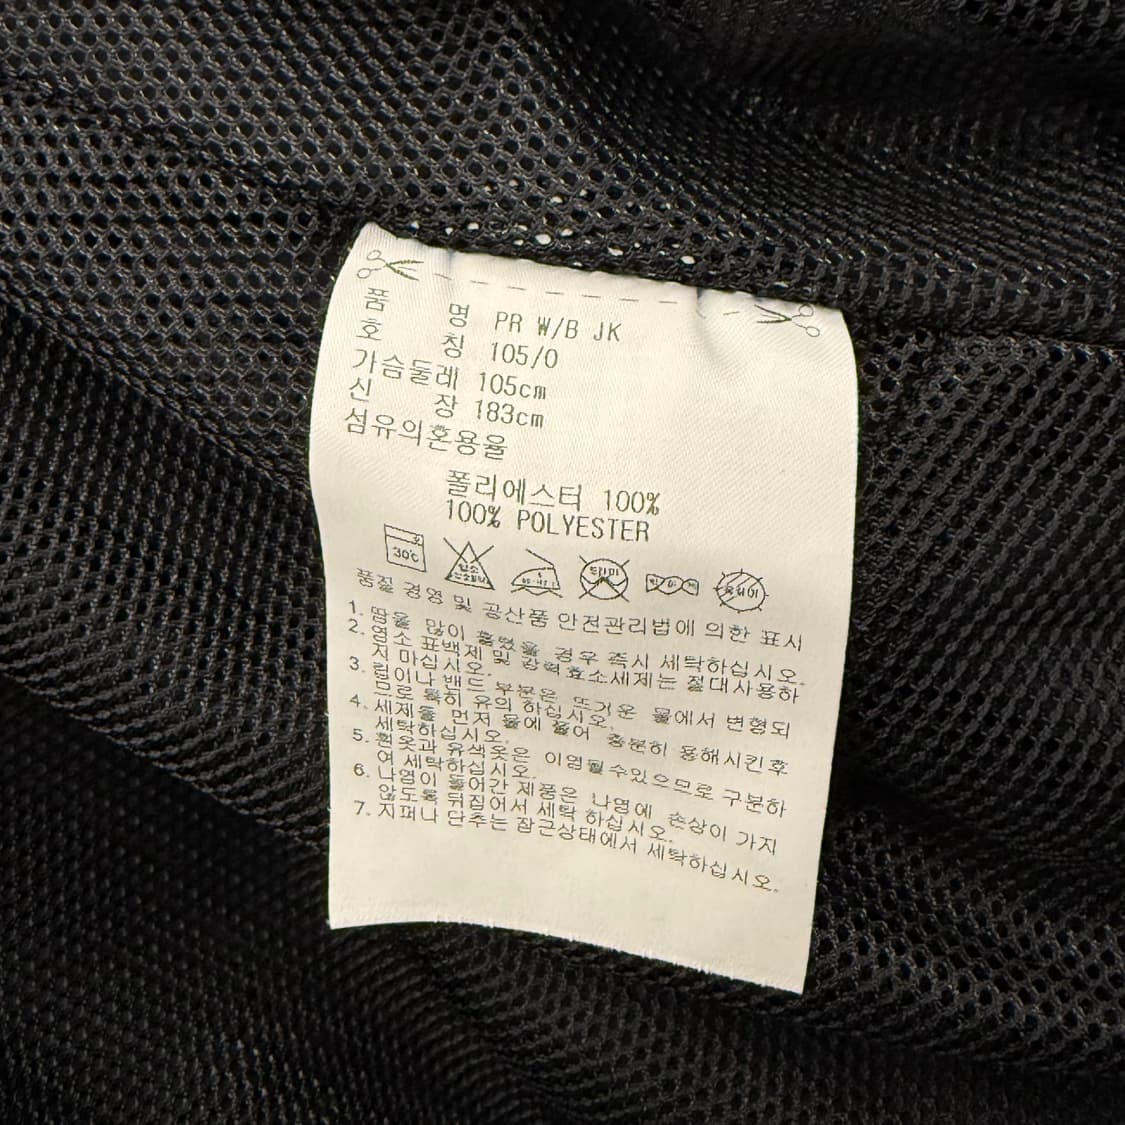 품 명 PR W/B JK
호 칭 105/O
가슴둘레 105cm
신 장 183cm
섬유의혼용율
폴리에스터 100%
100% POLYESTER
30℃
품질 경영 및 공산품 안전관리법에 의한 표시
1. 땀을 많이 흘렸을 경우 즉시 세탁하십시오.
2. 염소 표백제 및 강력효소세제는 절대사용하
저 마십시오.
3. 립이나 밴드 부분은 뜨거운 물에서 변형되
므로 특히 유의 하십시오.
4. 세제를 먼저 물에 풀어 충분히 용해시킨후
세탁하십시오.
5. 흰옷과 유색옷은 이염될수있으므로 구분하
여 세탁하십시오.
6. 나염이 들어간 제품은 나염에 손상이 가지
않도록 뒤집어서 세탁 하십시오.
7. 지퍼나 단추는 잠근상태에서 세탁하십시오.